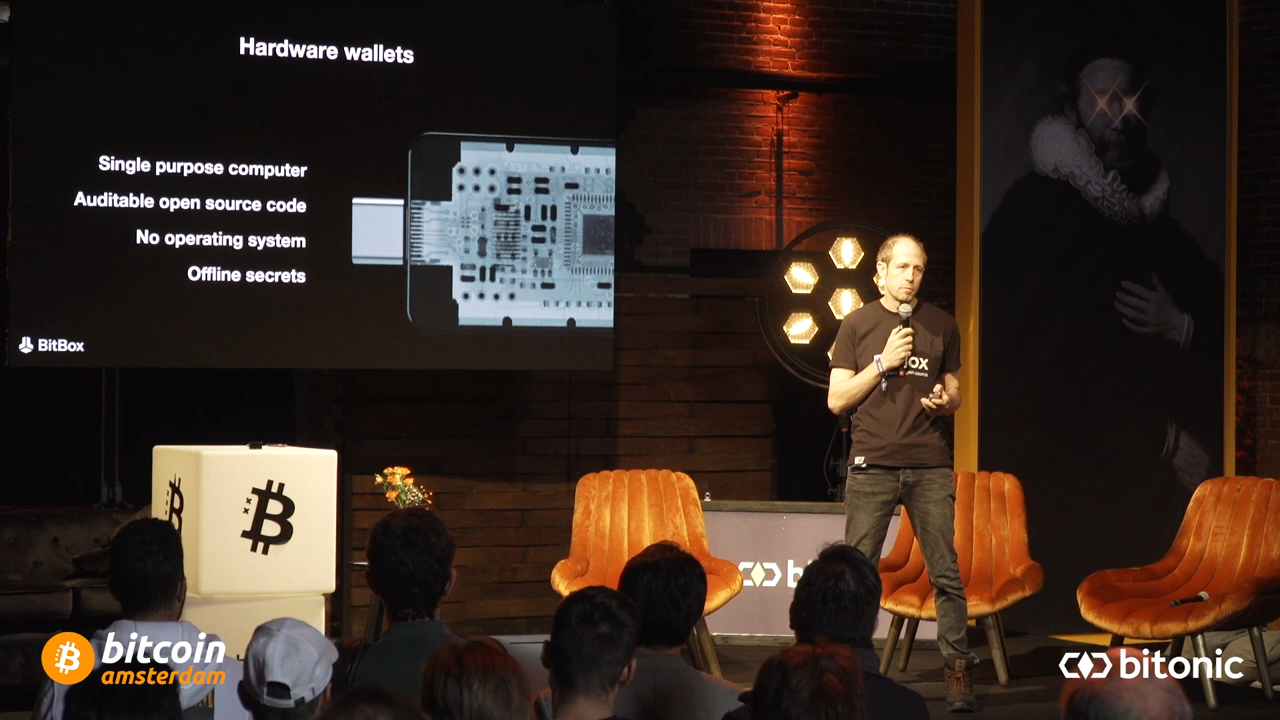 Hardware wallets
Single purpose computer
Auditable open source code
No operating system
Offline secrets
BitBox
bitcoin
amsterdam
bitonic